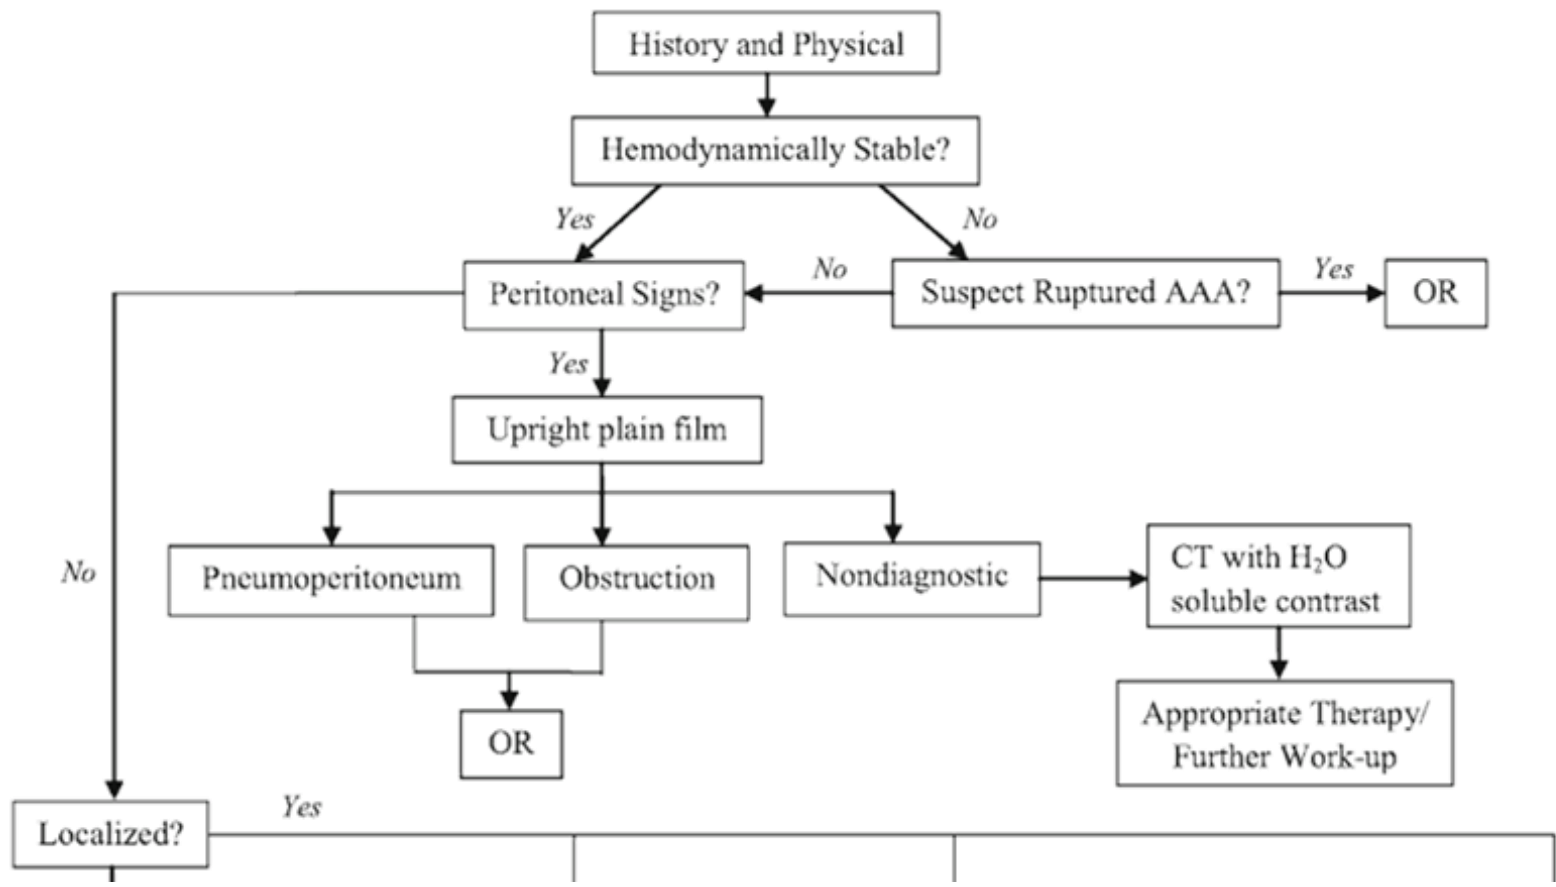 History and Physical
Hemodynamically Stable?
Yes
No
Peritoneal Signs?
No
Suspect Ruptured AAA?
Yes
OR
Yes
Upright plain film
No
Pneumoperitoneum
Obstruction
Nondiagnostic
CT with H₂O
soluble contrast
OR
Appropriate Therapy/
Further Work-up
Localized?
Yes